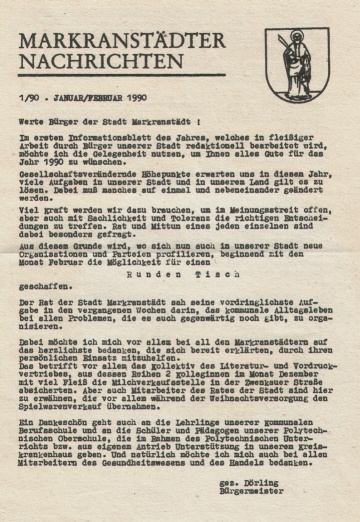 MARKRANSTÄDTER
NACHRICHTEN
1/90 . JANUAR/FEBRUAR 1990
Werte Bürger der Stadt Markranstädt !
Im ersten Informationsblatt des Jahres, welches in fleißiger
Arbeit durch Bürger unserer Stadt redaktionell bearbeitet wird,
möchte ich die Gelegenheit nutzen, um Ihnen alles Gute für das
Jahr 1990 zu wünschen.
Gesellschaftsverändernde Höhepunkte erwarten uns in diesem Jahr,
viele Aufgaben in unserer Stadt und in unserem Land gilt es zu
lösen. Dabei muß manches auf einmal und nebeneinander geändert
werden.
Viel Kraft werden wir dazu brauchen, um im Meinungsstreit offen,
aber auch mit Sachlichkeit und Toleranz die richtigen Entschei-
dungen zu treffen. Rat und Mittun eines jeden einzelnen sind
dabei besonders gefragt.
Aus diesem Grunde wird, wo sich nun auch in unserer Stadt neue
Organisationen und Parteien profilieren, beginnend mit den
Monat Februar die Möglichkeit für einen
Runden Tisch
geschaffen.
Der Rat der Stadt Markranstädt sah seine vordringlichste Auf-
gabe in den vergangenen Wochen darin, das kommunale Alltagsleben
bei allen Problemen, die es auch gegenwärtig noch gibt, zu or-
ganisieren.
Dabei möchte ich mich vor allem bei all den Markranstädtern auf
das herzlichste bedanken, die sich bereit erklärten, durch ihren
persönlichen Einsatz mitzuhelfen.
Das betrifft vor allem das Kollektiv des Literatur- und Vordruck-
vertriebes, aus dessen Reihen 2 Kolleginnen im Monat Dezember
mit viel Fleiß die Milchverkaufsstelle in der Zwenkauer Straße
absicherten. Aber auch Mitarbeiter des Rates der Stadt sind hier
zu erwähnen, die vor allem während der Weihnachtsversorgung den
Spielwarenverkauf übernahmen.
Ein Dankeschön geht auch an die Lehrlinge unserer kommunalen
Berufsschule und an die Schüler und Pädagogen unserer Polytech-
nischen Oberschule, die im Rahmen des Polytechnischen Unter-
richts bzw. aus eigenem Antrieb Unterstützung in unserem Kreis-
krankenhaus gaben. Und natürlich möchte ich mich auch bei allen
Mitarbeitern des Gesundheitswesens und des Handels bedanken.
gez. Dörling
Bürgermeister